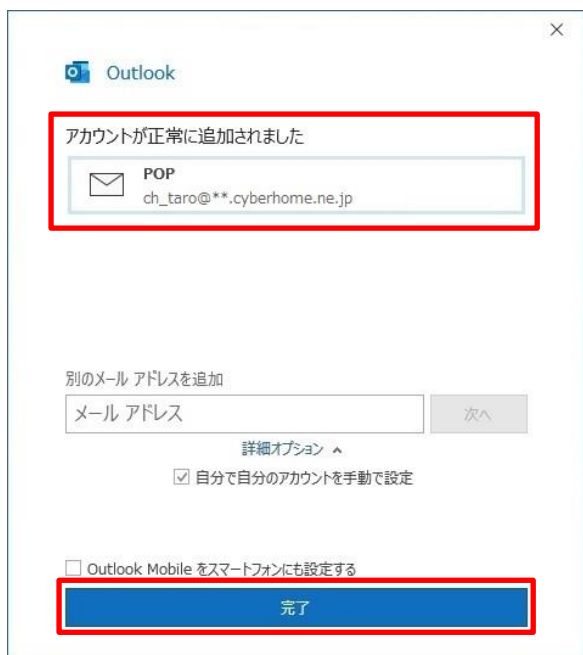 Outlook
アカウントが正常に追加されました
POP
ch_taro@**.cyberhome.ne.jp
別のメール アドレスを追加
メール アドレス
次へ
詳細オプション
自分で自分のアカウントを手動で設定
Outlook Mobile をスマートフォンにも設定する
完了